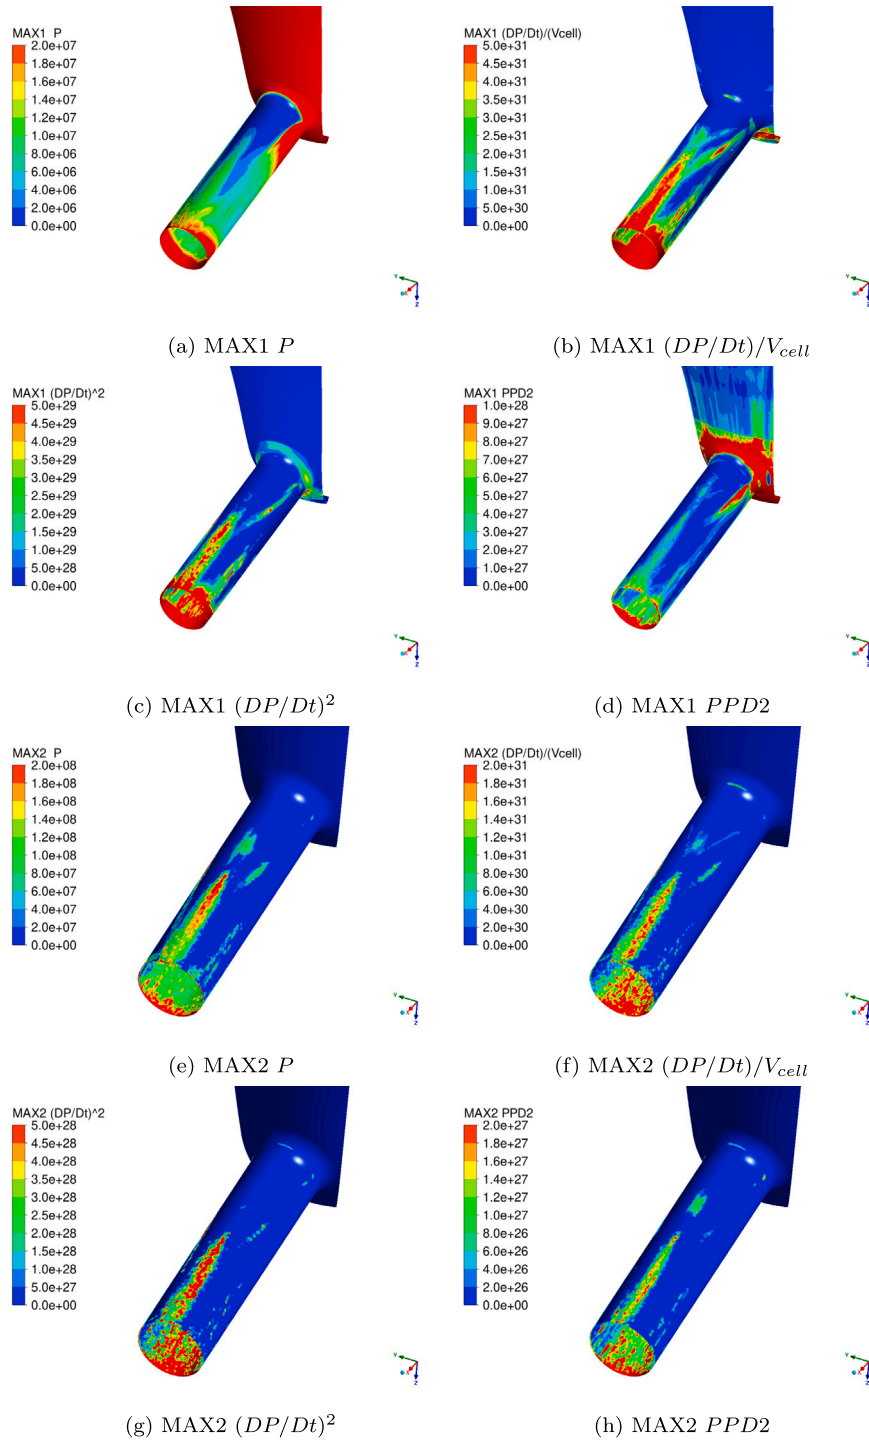 MAX1 P
2.0e+07
1.8e+07
1.6e+07
1.4e+07
1.2e+07
1.0e+07
8.0e+06
6.0e+06
4.0e+06
2.0e+06
0.0e+00
Y
X
Z
(a) MAX1 P
MAX1 (DP/Dt)/(Vcell)
5.0e+31
4.5e+31
4.0e+31
3.5e+31
3.0e+31
2.5e+31
2.0e+31
1.5e+31
1.0e+31
5.0e+30
0.0e+00
Y
X
Z
(b) MAX1 (DP/Dt)/V_{cell}
MAX1 (DP/Dt)^2
5.0e+29
4.5e+29
4.0e+29
3.5e+29
3.0e+29
2.5e+29
2.0e+29
1.5e+29
1.0e+29
5.0e+28
0.0e+00
Y
X
Z
(c) MAX1 (DP/Dt)²
MAX1 PPD2
1.0e+28
9.0e+27
8.0e+27
7.0e+27
6.0e+27
5.0e+27
4.0e+27
3.0e+27
2.0e+27
1.0e+27
0.0e+00
Y
X
Z
(d) MAX1 PPD2
MAX2 P
2.0e+08
1.8e+08
1.6e+08
1.4e+08
1.2e+08
1.0e+08
8.0e+07
6.0e+07
4.0e+07
2.0e+07
0.0e+00
Y
X
Z
(e) MAX2 P
MAX2 (DP/Dt)/(Vcell)
2.0e+31
1.8e+31
1.6e+31
1.4e+31
1.2e+31
1.0e+31
8.0e+30
6.0e+30
4.0e+30
2.0e+30
0.0e+00
Y
X
Z
(f) MAX2 (DP/Dt)/V_{cell}
MAX2 (DP/Dt)^2
5.0e+28
4.5e+28
4.0e+28
3.5e+28
3.0e+28
2.5e+28
2.0e+28
1.5e+28
1.0e+28
5.0e+27
0.0e+00
Y
X
Z
(g) MAX2 (DP/Dt)²
MAX2 PPD2
2.0e+27
1.8e+27
1.6e+27
1.4e+27
1.2e+27
1.0e+27
8.0e+26
6.0e+26
4.0e+26
2.0e+26
0.0e+00
Y
X
Z
(h) MAX2 PPD2